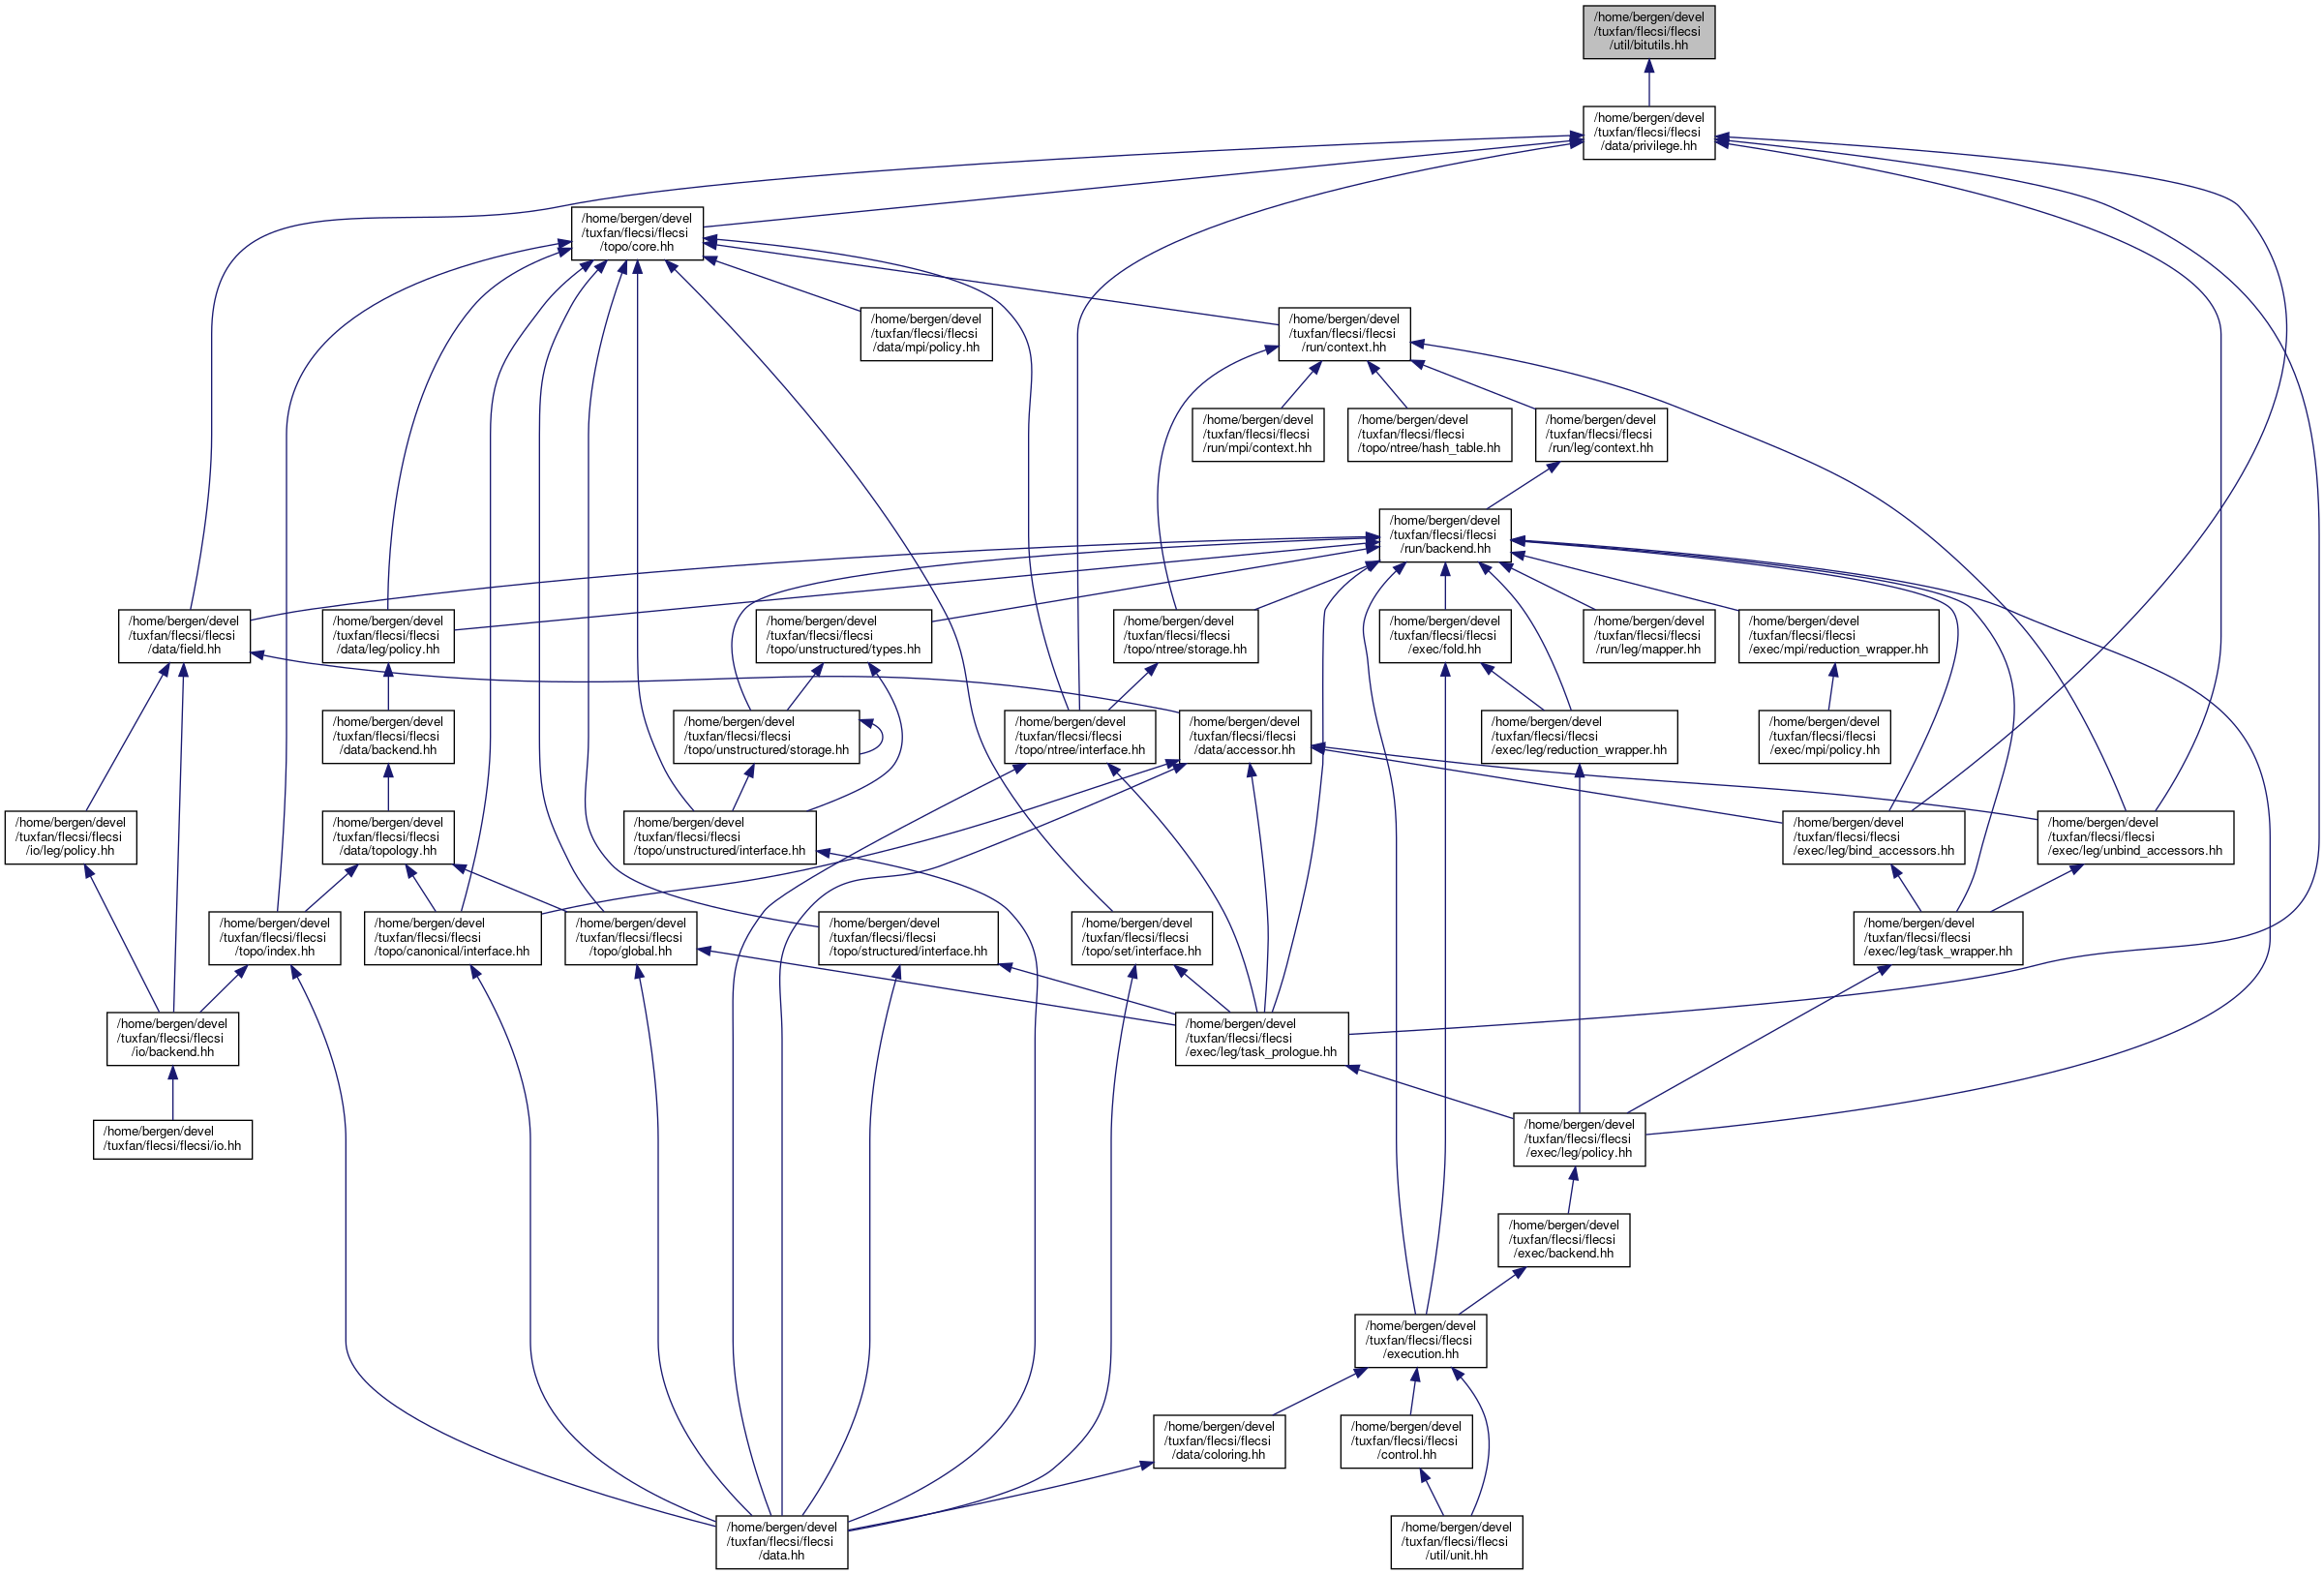 /home/bergen/devel
/tuxfan/flecsi/flecsi
/util/bitutils.hh
/home/bergen/devel
/tuxfan/flecsi/flecsi
/data/privilege.hh
/home/bergen/devel
/tuxfan/flecsi/flecsi
/topo/core.hh
/home/bergen/devel
/tuxfan/flecsi/flecsi
/data/mpi/policy.hh
/home/bergen/devel
/tuxfan/flecsi/flecsi
/run/context.hh
/home/bergen/devel
/tuxfan/flecsi/flecsi
/run/mpi/context.hh
/home/bergen/devel
/tuxfan/flecsi/flecsi
/topo/ntree/hash_table.hh
/home/bergen/devel
/tuxfan/flecsi/flecsi
/run/leg/context.hh
/home/bergen/devel
/tuxfan/flecsi/flecsi
/run/backend.hh
/home/bergen/devel
/tuxfan/flecsi/flecsi
/data/field.hh
/home/bergen/devel
/tuxfan/flecsi/flecsi
/data/leg/policy.hh
/home/bergen/devel
/tuxfan/flecsi/flecsi
/topo/unstructured/types.hh
/home/bergen/devel
/tuxfan/flecsi/flecsi
/topo/ntree/storage.hh
/home/bergen/devel
/tuxfan/flecsi/flecsi
/exec/fold.hh
/home/bergen/devel
/tuxfan/flecsi/flecsi
/run/leg/mapper.hh
/home/bergen/devel
/tuxfan/flecsi/flecsi
/exec/mpi/reduction_wrapper.hh
/home/bergen/devel
/tuxfan/flecsi/flecsi
/data/backend.hh
/home/bergen/devel
/tuxfan/flecsi/flecsi
/topo/unstructured/storage.hh
/home/bergen/devel
/tuxfan/flecsi/flecsi
/topo/ntree/interface.hh
/home/bergen/devel
/tuxfan/flecsi/flecsi
/data/accessor.hh
/home/bergen/devel
/tuxfan/flecsi/flecsi
/exec/leg/reduction_wrapper.hh
/home/bergen/devel
/tuxfan/flecsi/flecsi
/exec/mpi/policy.hh
/home/bergen/devel
/tuxfan/flecsi/flecsi
/io/leg/policy.hh
/home/bergen/devel
/tuxfan/flecsi/flecsi
/data/topology.hh
/home/bergen/devel
/tuxfan/flecsi/flecsi
/topo/unstructured/interface.hh
/home/bergen/devel
/tuxfan/flecsi/flecsi
/exec/leg/bind_accessors.hh
/home/bergen/devel
/tuxfan/flecsi/flecsi
/exec/leg/unbind_accessors.hh
/home/bergen/devel
/tuxfan/flecsi/flecsi
/topo/index.hh
/home/bergen/devel
/tuxfan/flecsi/flecsi
/topo/canonical/interface.hh
/home/bergen/devel
/tuxfan/flecsi/flecsi
/topo/global.hh
/home/bergen/devel
/tuxfan/flecsi/flecsi
/topo/structured/interface.hh
/home/bergen/devel
/tuxfan/flecsi/flecsi
/topo/set/interface.hh
/home/bergen/devel
/tuxfan/flecsi/flecsi
/exec/leg/task_wrapper.hh
/home/bergen/devel
/tuxfan/flecsi/flecsi
/io/backend.hh
/home/bergen/devel
/tuxfan/flecsi/flecsi
/exec/leg/task_prologue.hh
/home/bergen/devel
/tuxfan/flecsi/flecsi/io.hh
/home/bergen/devel
/tuxfan/flecsi/flecsi
/exec/leg/policy.hh
/home/bergen/devel
/tuxfan/flecsi/flecsi
/exec/backend.hh
/home/bergen/devel
/tuxfan/flecsi/flecsi
/execution.hh
/home/bergen/devel
/tuxfan/flecsi/flecsi
/data/coloring.hh
/home/bergen/devel
/tuxfan/flecsi/flecsi
/control.hh
/home/bergen/devel
/tuxfan/flecsi/flecsi
/data.hh
/home/bergen/devel
/tuxfan/flecsi/flecsi
/util/unit.hh